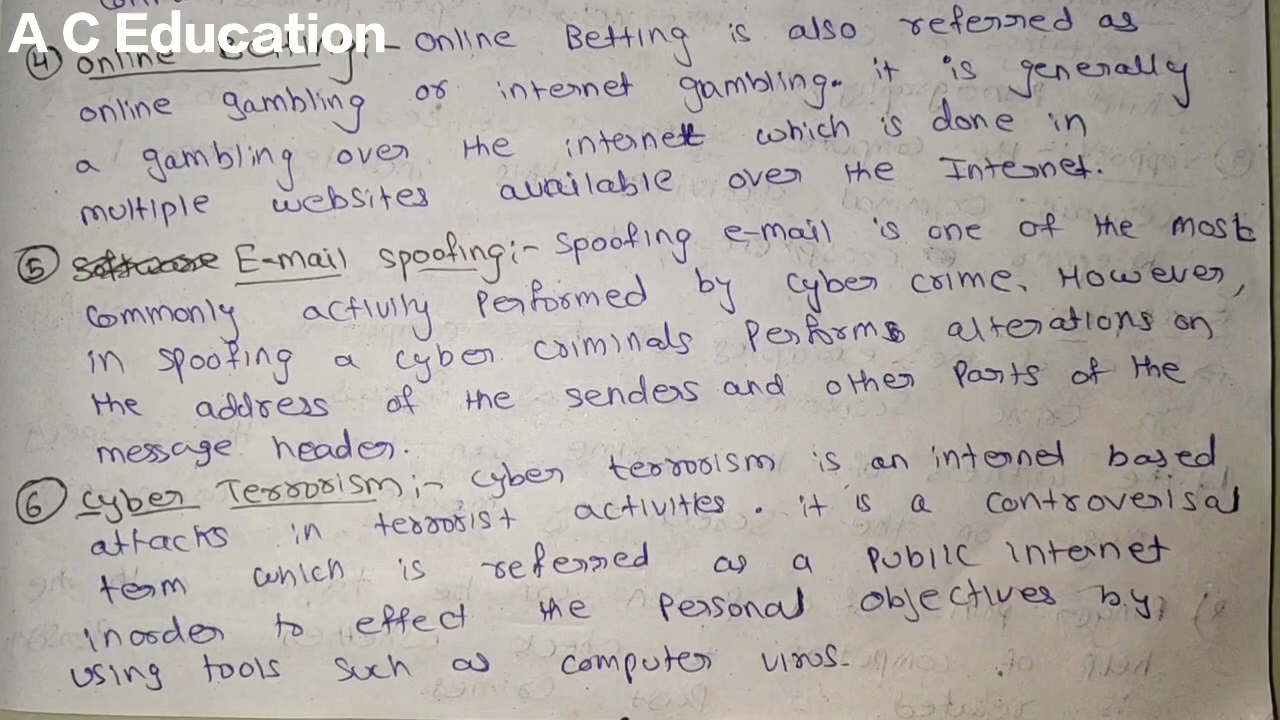 A C Education
④ online Betting:- online Betting is also referred as
online gambling or internet gambling. it is generally
a gambling over the internet which is done in
multiple websites available over the Internet.
⑤ E-mail spoofing:- spoofing e-mail is one of the most
commonly activity performed by cyber crime. However,
in spoofing a cyber criminals performs alterations on
the address of the senders and other parts of the
message header.
⑥ cyber Terrorism:- cyber terrorism is an internet based
attacks in terrorist activities. it is a controverisal
term which is referred as a public internet
inorder to effect the personal objectives by
using tools such as computer virus.